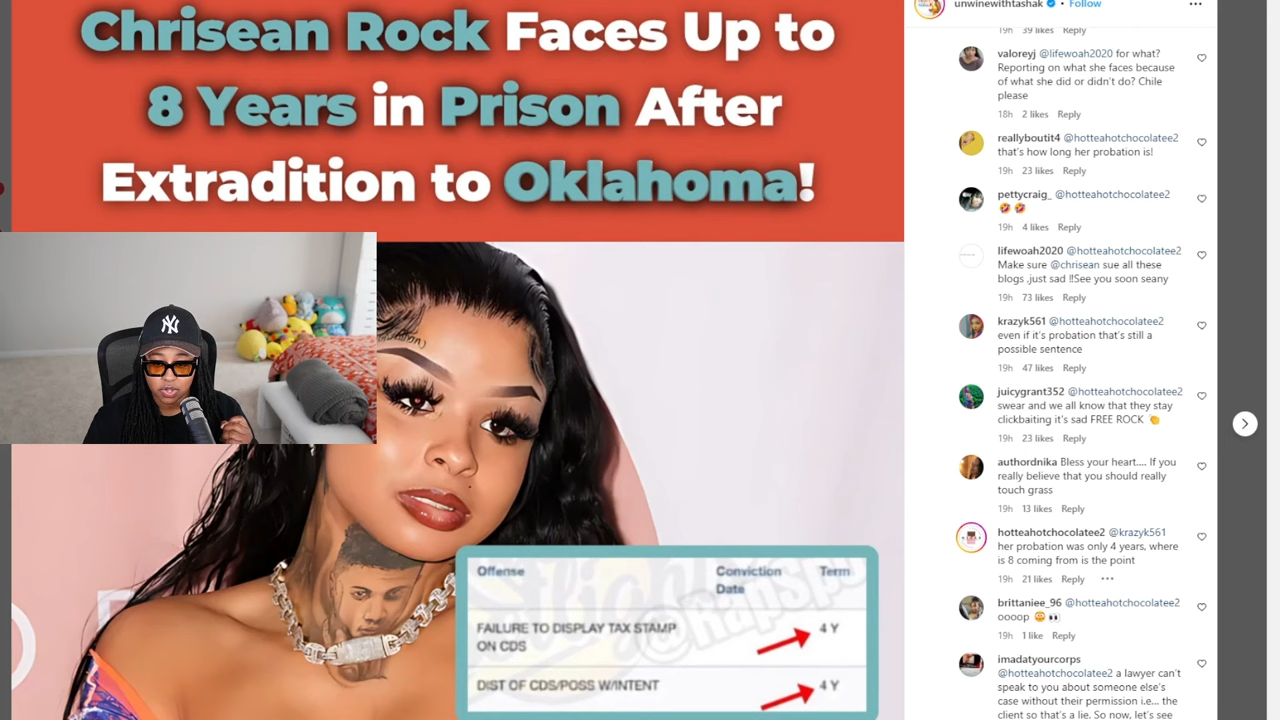 Chrisean Rock Faces Up to
8 Years in Prison After
Extradition to Oklahoma!
NY
Offense
Conviction
Date
Term
FAILURE TO DISPLAY TAX STAMP
ON CDS
4 Y
DIST OF CDS/POSS W/INTENT
4 Y
unwinewithtashak • Follow
•••
19h 39 likes Reply
valoreyj @lifewoah2020 for what?
Reporting on what she faces because
of what she did or didn't do? Chile
please
18h 2 likes Reply
reallyboutit4 @hotteahotchocolatee2
that's how long her probation is!
19h 23 likes Reply
pettycraig_ @hotteahotchocolatee2
🤣 🤣
19h 4 likes Reply
lifewoah2020 @hotteahotchocolatee2
Make sure @chrisean sue all these
blogs ,just sad !!See you soon seany
19h 73 likes Reply
krazyk561 @hotteahotchocolatee2
even if it's probation that's still a
possible sentence
19h 47 likes Reply
juicygrant352 @hotteahotchocolatee2
swear and we all know that they stay
clickbaiting it's sad FREE ROCK 👏
19h 23 likes Reply
authordnika Bless your heart.... If you
really believe that you should really
touch grass
19h 13 likes Reply
hotteahotchocolatee2 @krazyk561
her probation was only 4 years, where
is 8 coming from is the point
19h 21 likes Reply •••
brittaniee_96 @hotteahotchocolatee2
oooop 😳 👀
19h 1 like Reply
imadatyourcorps
@hotteahotchocolatee2 a lawyer can't
speak to you about someone else's
case without their permission i.e... the
client so that's a lie. So now, let's see